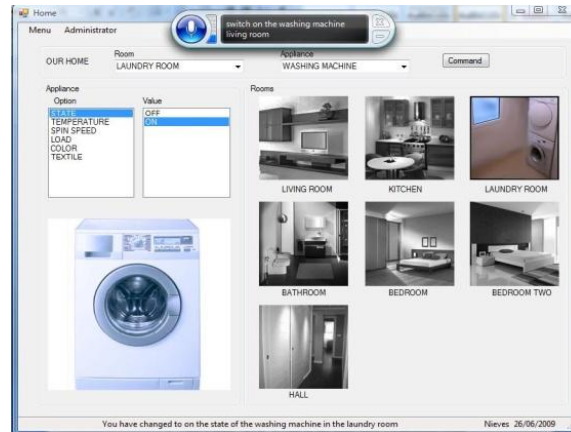 Home
switch on the washing machine
living room
Menu Administrator
OUR HOME
Room
LAUNDRY ROOM
Appliance
WASHING MACHINE
Command
Appliance
Option Value
STATE OFF
TEMPERATURE ON
SPIN SPEED
LOAD
COLOR
TEXTILE
Rooms
LIVING ROOM KITCHEN LAUNDRY ROOM
BATHROOM BEDROOM BEDROOM TWO
HALL
You have changed to on the state of the washing machine in the laundry room Nieves 26/06/2009